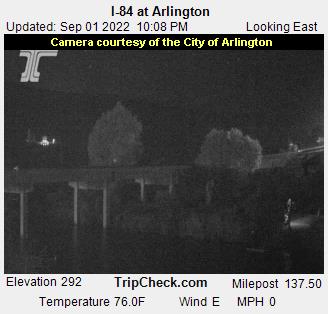 I-84 at Arlington
Updated: Sep 01 2022 10:08 PM Looking East
Camera courtesy of the City of Arlington
Elevation 292 TripCheck.com Milepost 137.50
Temperature 76.0F Wind E MPH 0